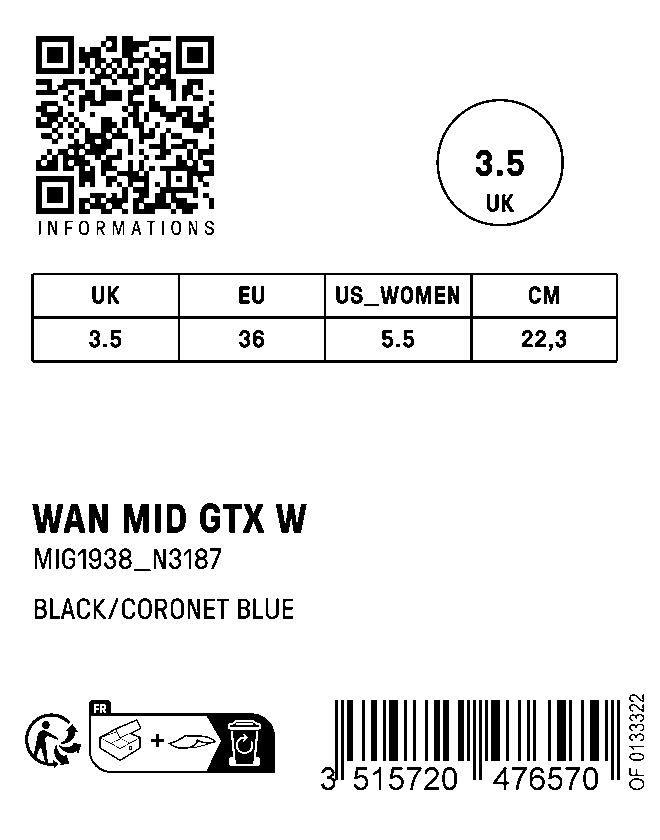 INFORMATIONS
3.5
UK
UK EU US_WOMEN CM
3.5 36 5.5 22,3
WAN MID GTX W
MIG1938_N3187
BLACK/CORONET BLUE
FR
3 515720 476570
OF 0133322